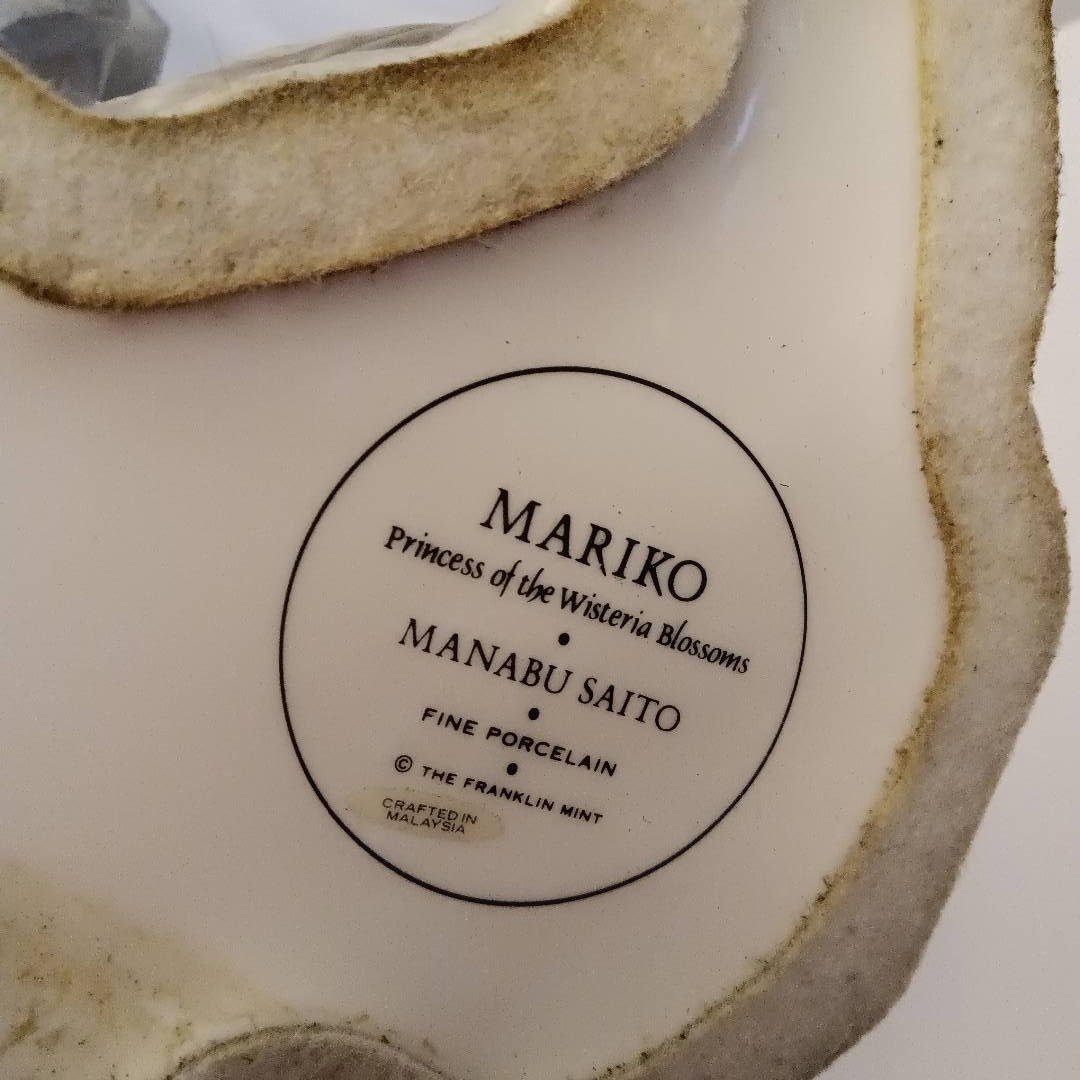 MARIKO
Princess of the Wisteria Blossoms
•
MANABU SAITO
•
FINE PORCELAIN
•
© THE FRANKLIN MINT
CRAFTED IN
MALAYSIA